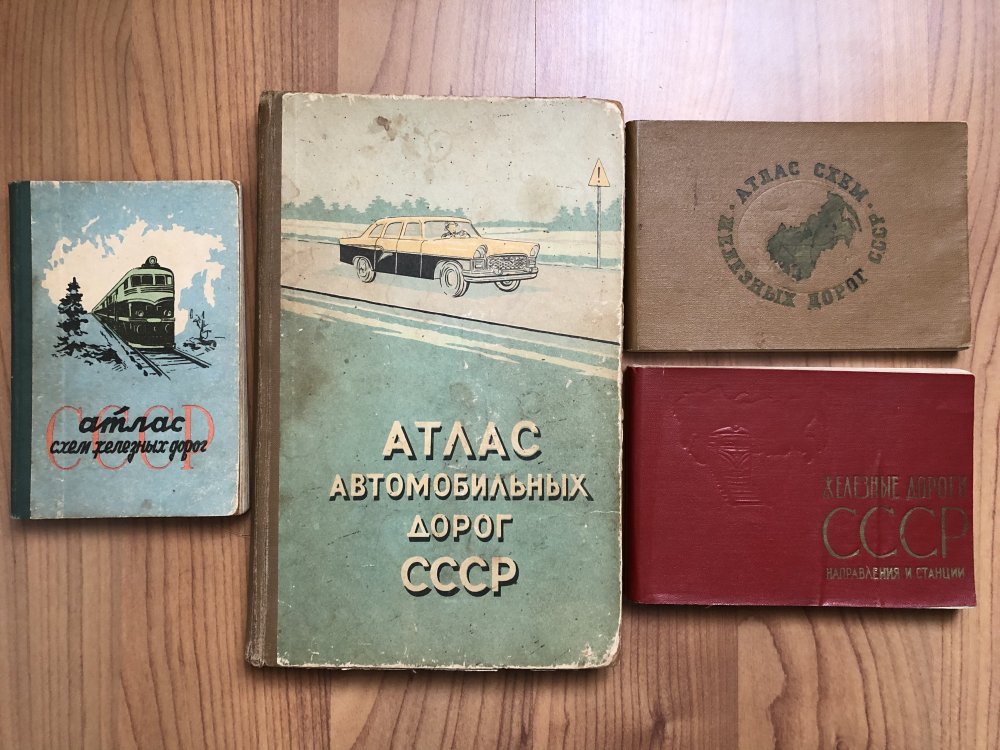 СССР
атлас
схем железных дорог
АТЛАС
АВТОМОБИЛЬНЫХ
ДОРОГ
СССР
АТЛАС СХЕМ
ЖЕЛЕЗНЫХ ДОРОГ СССР
ЖЕЛЕЗНЫЕ ДОРОГИ
СССР
НАПРАВЛЕНИЯ И СТАНЦИИ